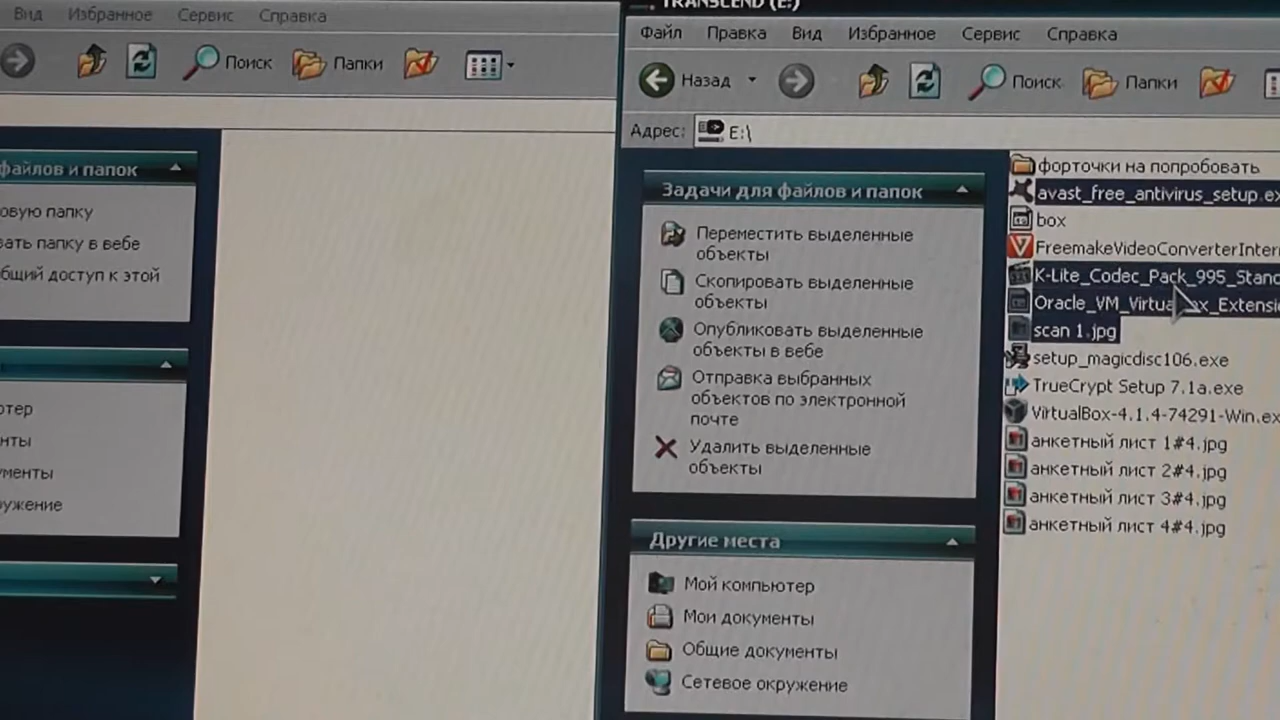 Вид Избранное Сервис Справка
Поиск Папки
файлов и папок
овую папку
вать папку в вебе
бщий доступ к этой
ютер
нты
ументы
ружение
TRANSCEND (E:)
Файл Правка Вид Избранное Сервис Справка
Назад Поиск Папки
Адрес: E:\
Задачи для файлов и папок
Переместить выделенные
объекты
Скопировать выделенные
объекты
Опубликовать выделенные
объекты в вебе
Отправка выбранных
объектов по электронной
почте
Удалить выделенные
объекты
Другие места
Мой компьютер
Мои документы
Общие документы
Сетевое окружение
форточки на попробовать
avast_free_antivirus_setup.ex
box
FreemakeVideoConverterInter
K-Lite_Codec_Pack_995_Stand
Oracle_VM_Virtu ox_Extensi
scan 1.jpg
setup_magicdisc106.exe
TrueCrypt Setup 7.1a.exe
VirtualBox-4.1.4-74291-Win.ex
анкетный лист 1#4.jpg
анкетный лист 2#4.jpg
анкетный лист 3#4.jpg
анкетный лист 4#4.jpg